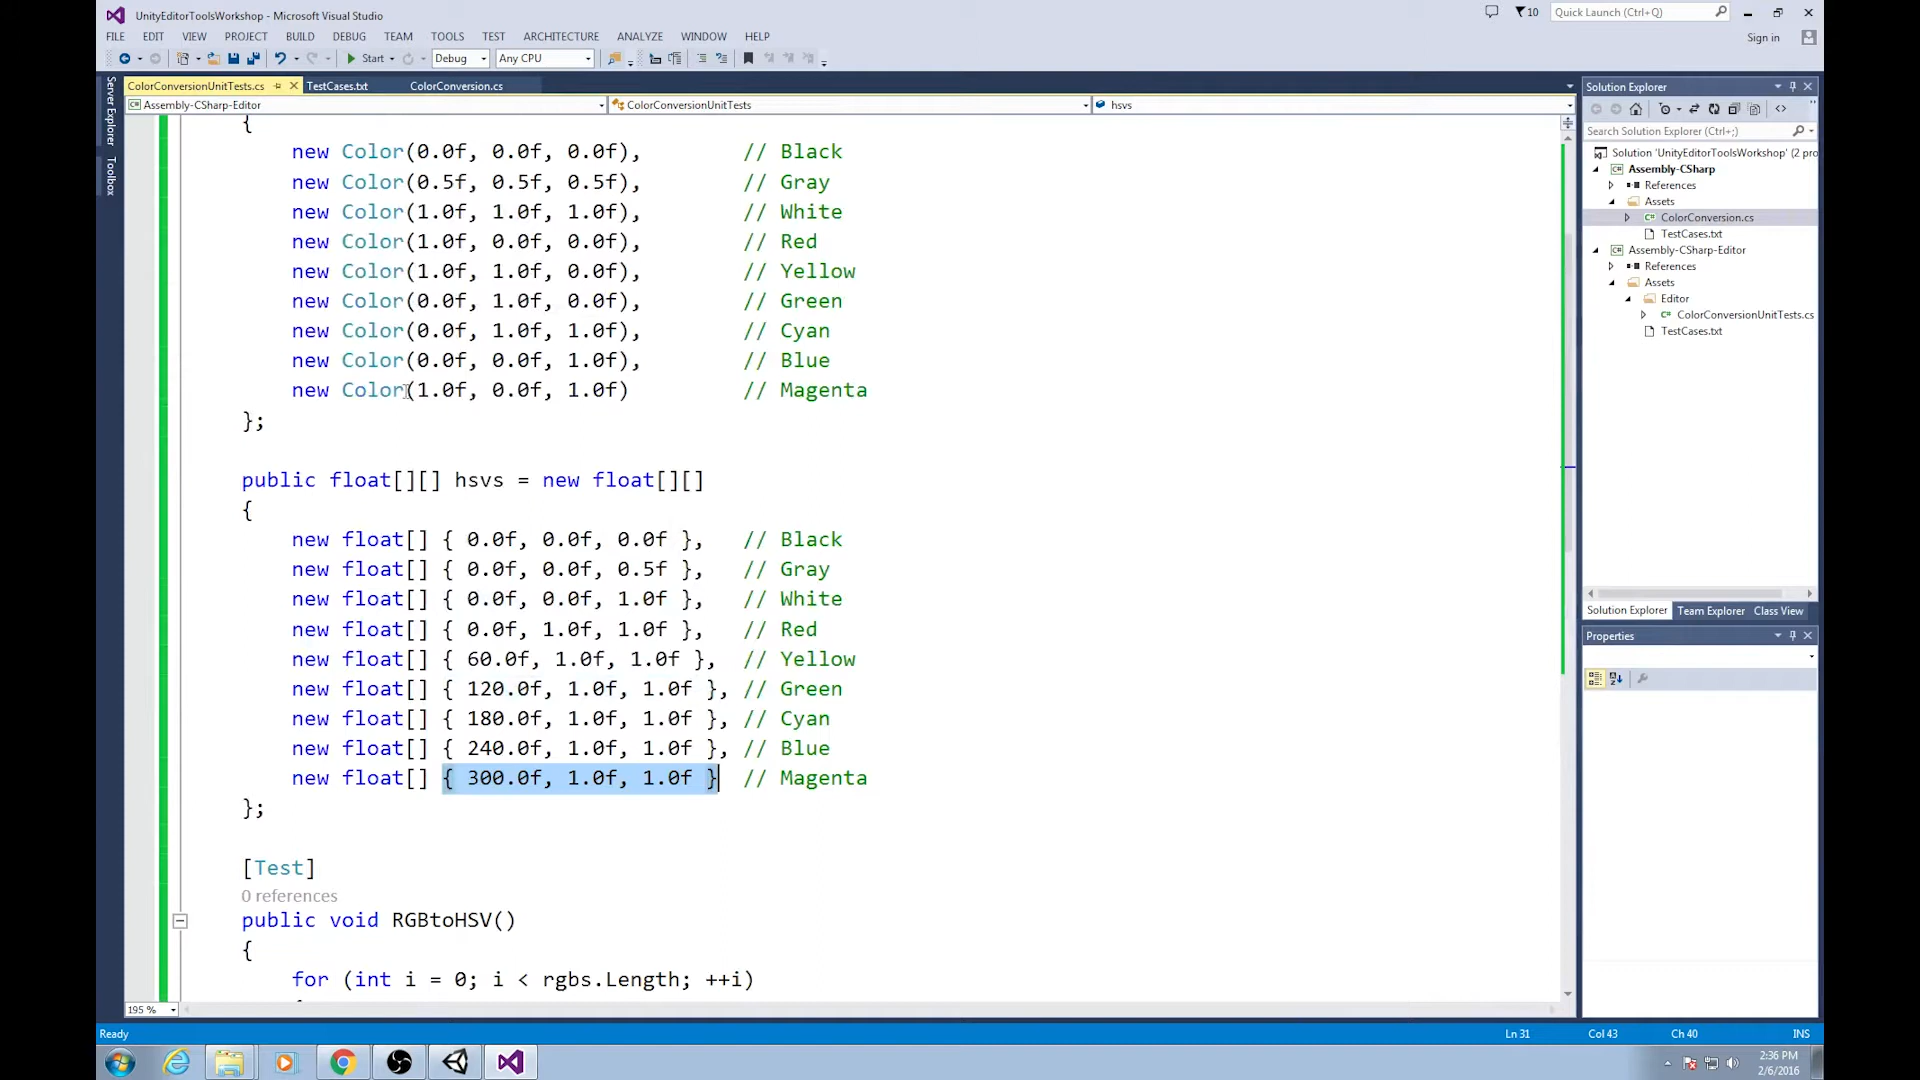 UnityEditorToolsWorkshop - Microsoft Visual Studio
10
Quick Launch (Ctrl+Q)
FILE EDIT VIEW PROJECT BUILD DEBUG TEAM TOOLS TEST ARCHITECTURE ANALYZE WINDOW HELP
Sign in
Start Debug Any CPU
ColorConversionUnitTests.cs TestCases.txt ColorConversion.cs
Assembly-CSharp-Editor ColorConversionUnitTests hsvs
Server Explorer
Toolbox
{
new Color(0.0f, 0.0f, 0.0f), // Black
new Color(0.5f, 0.5f, 0.5f), // Gray
new Color(1.0f, 1.0f, 1.0f), // White
new Color(1.0f, 0.0f, 0.0f), // Red
new Color(1.0f, 1.0f, 0.0f), // Yellow
new Color(0.0f, 1.0f, 0.0f), // Green
new Color(0.0f, 1.0f, 1.0f), // Cyan
new Color(0.0f, 0.0f, 1.0f), // Blue
new Color(1.0f, 0.0f, 1.0f) // Magenta
};
public float[][] hsvs = new float[][]
{
new float[] { 0.0f, 0.0f, 0.0f }, // Black
new float[] { 0.0f, 0.0f, 0.5f }, // Gray
new float[] { 0.0f, 0.0f, 1.0f }, // White
new float[] { 0.0f, 1.0f, 1.0f }, // Red
new float[] { 60.0f, 1.0f, 1.0f }, // Yellow
new float[] { 120.0f, 1.0f, 1.0f }, // Green
new float[] { 180.0f, 1.0f, 1.0f }, // Cyan
new float[] { 240.0f, 1.0f, 1.0f }, // Blue
new float[] { 300.0f, 1.0f, 1.0f } // Magenta
};
[Test]
0 references
public void RGBtoHSV()
{
for (int i = 0; i < rgbs.Length; ++i)
195 %
Solution Explorer
Search Solution Explorer (Ctrl+;)
Solution 'UnityEditorToolsWorkshop' (2 pro
Assembly-CSharp
References
Assets
ColorConversion.cs
TestCases.txt
Assembly-CSharp-Editor
References
Assets
Editor
ColorConversionUnitTests.cs
TestCases.txt
Solution Explorer Team Explorer Class View
Properties
Ready Ln 31 Col 43 Ch 40 INS
2:36 PM
2/6/2016